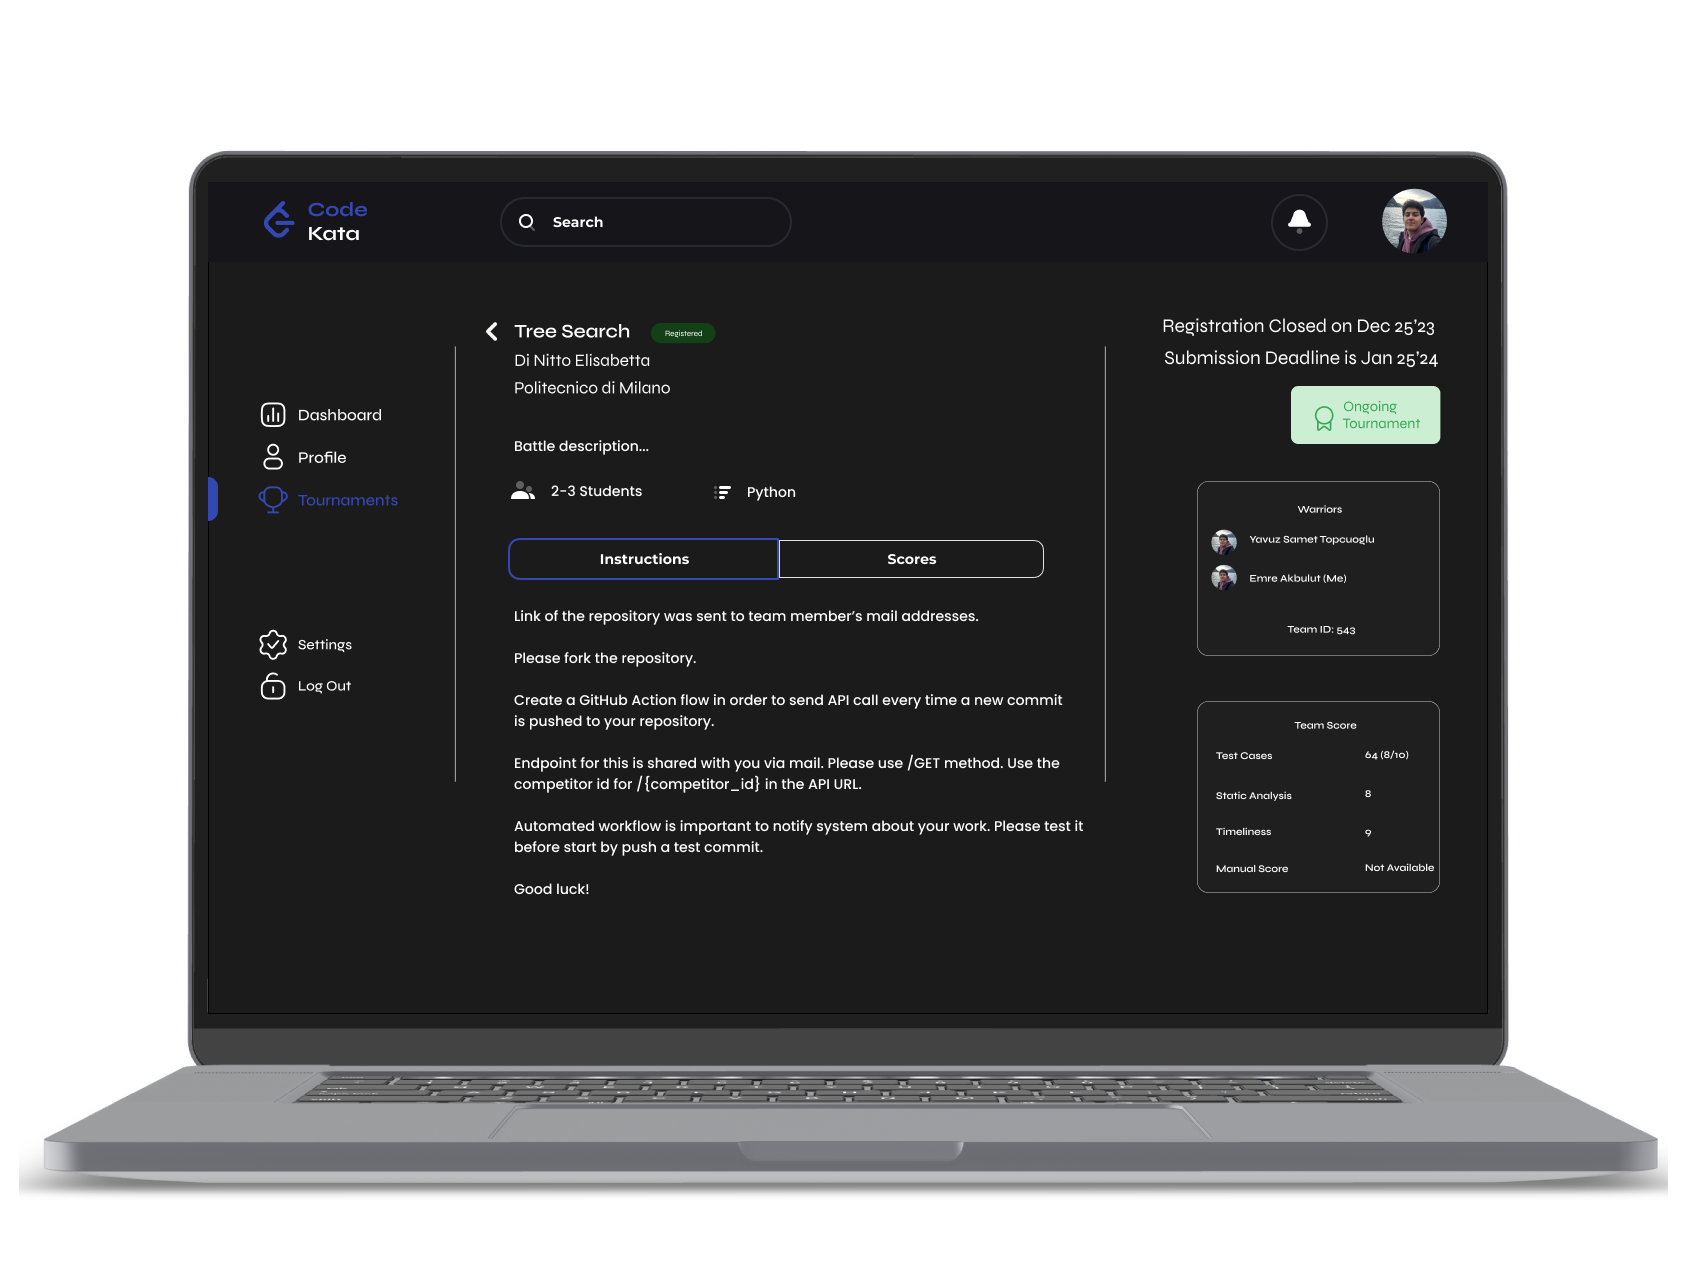 Code
Kata
Search
Dashboard
Profile
Tournaments
Settings
Log Out
Tree Search
Registered
Di Nitto Elisabetta
Politecnico di Milano
Battle description...
2-3 Students
Python
Instructions
Scores
Link of the repository was sent to team member’s mail addresses.
Please fork the repository.
Create a GitHub Action flow in order to send API call every time a new commit
is pushed to your repository.
Endpoint for this is shared with you via mail. Please use /GET method. Use the
competitor id for /{competitor_id} in the API URL.
Automated workflow is important to notify system about your work. Please test it
before start by push a test commit.
Good luck!
Registration Closed on Dec 25’23
Submission Deadline is Jan 25’24
Ongoing
Tournament
Warriors
Yavuz Samet Topcuoglu
Emre Akbulut (Me)
Team ID: 543
Team Score
Test Cases 64 (8/10)
Static Analysis 8
Timeliness 9
Manual Score Not Available